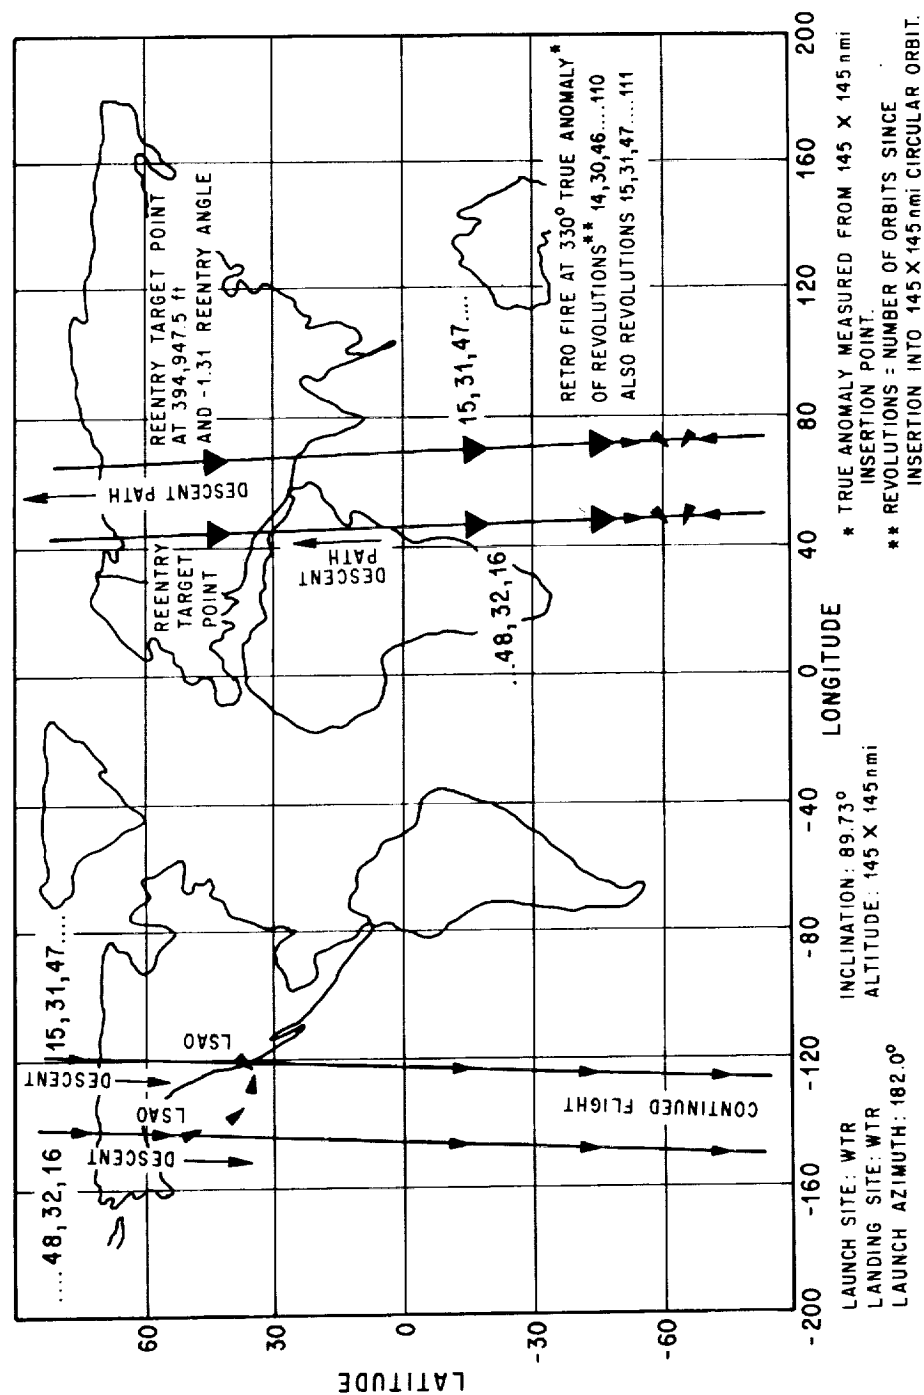 .....48,32,16
15,31,47.....
DESCENT
DESCENT
LSAO
LSAO
CONTINUED FLIGHT
REENTRY TARGET POINT
AT 394,947.5 ft
AND -1.31 REENTRY ANGLE
DESCENT PATH
REENTRY
TARGET
POINT
DESCENT
PATH
15,31,47....
...48,32,16
RETRO FIRE AT 330° TRUE ANOMALY*
OF REVOLUTIONS** 14,30,46....110
ALSO REVOLUTIONS 15,31,47....111
LATITUDE
60
30
0
-30
-60
-200
-160
-120
-80
-40
0
40
80
120
160
200
LONGITUDE
LAUNCH SITE: WTR
LANDING SITE: WTR
LAUNCH AZIMUTH: 182.0°
INCLINATION: 89.73°
ALTITUDE: 145 X 145nmi
* TRUE ANOMALY MEASURED FROM 145 X 145 nmi
INSERTION POINT.
** REVOLUTIONS = NUMBER OF ORBITS SINCE
INSERTION INTO 145 X 145nmi CIRCULAR ORBIT.